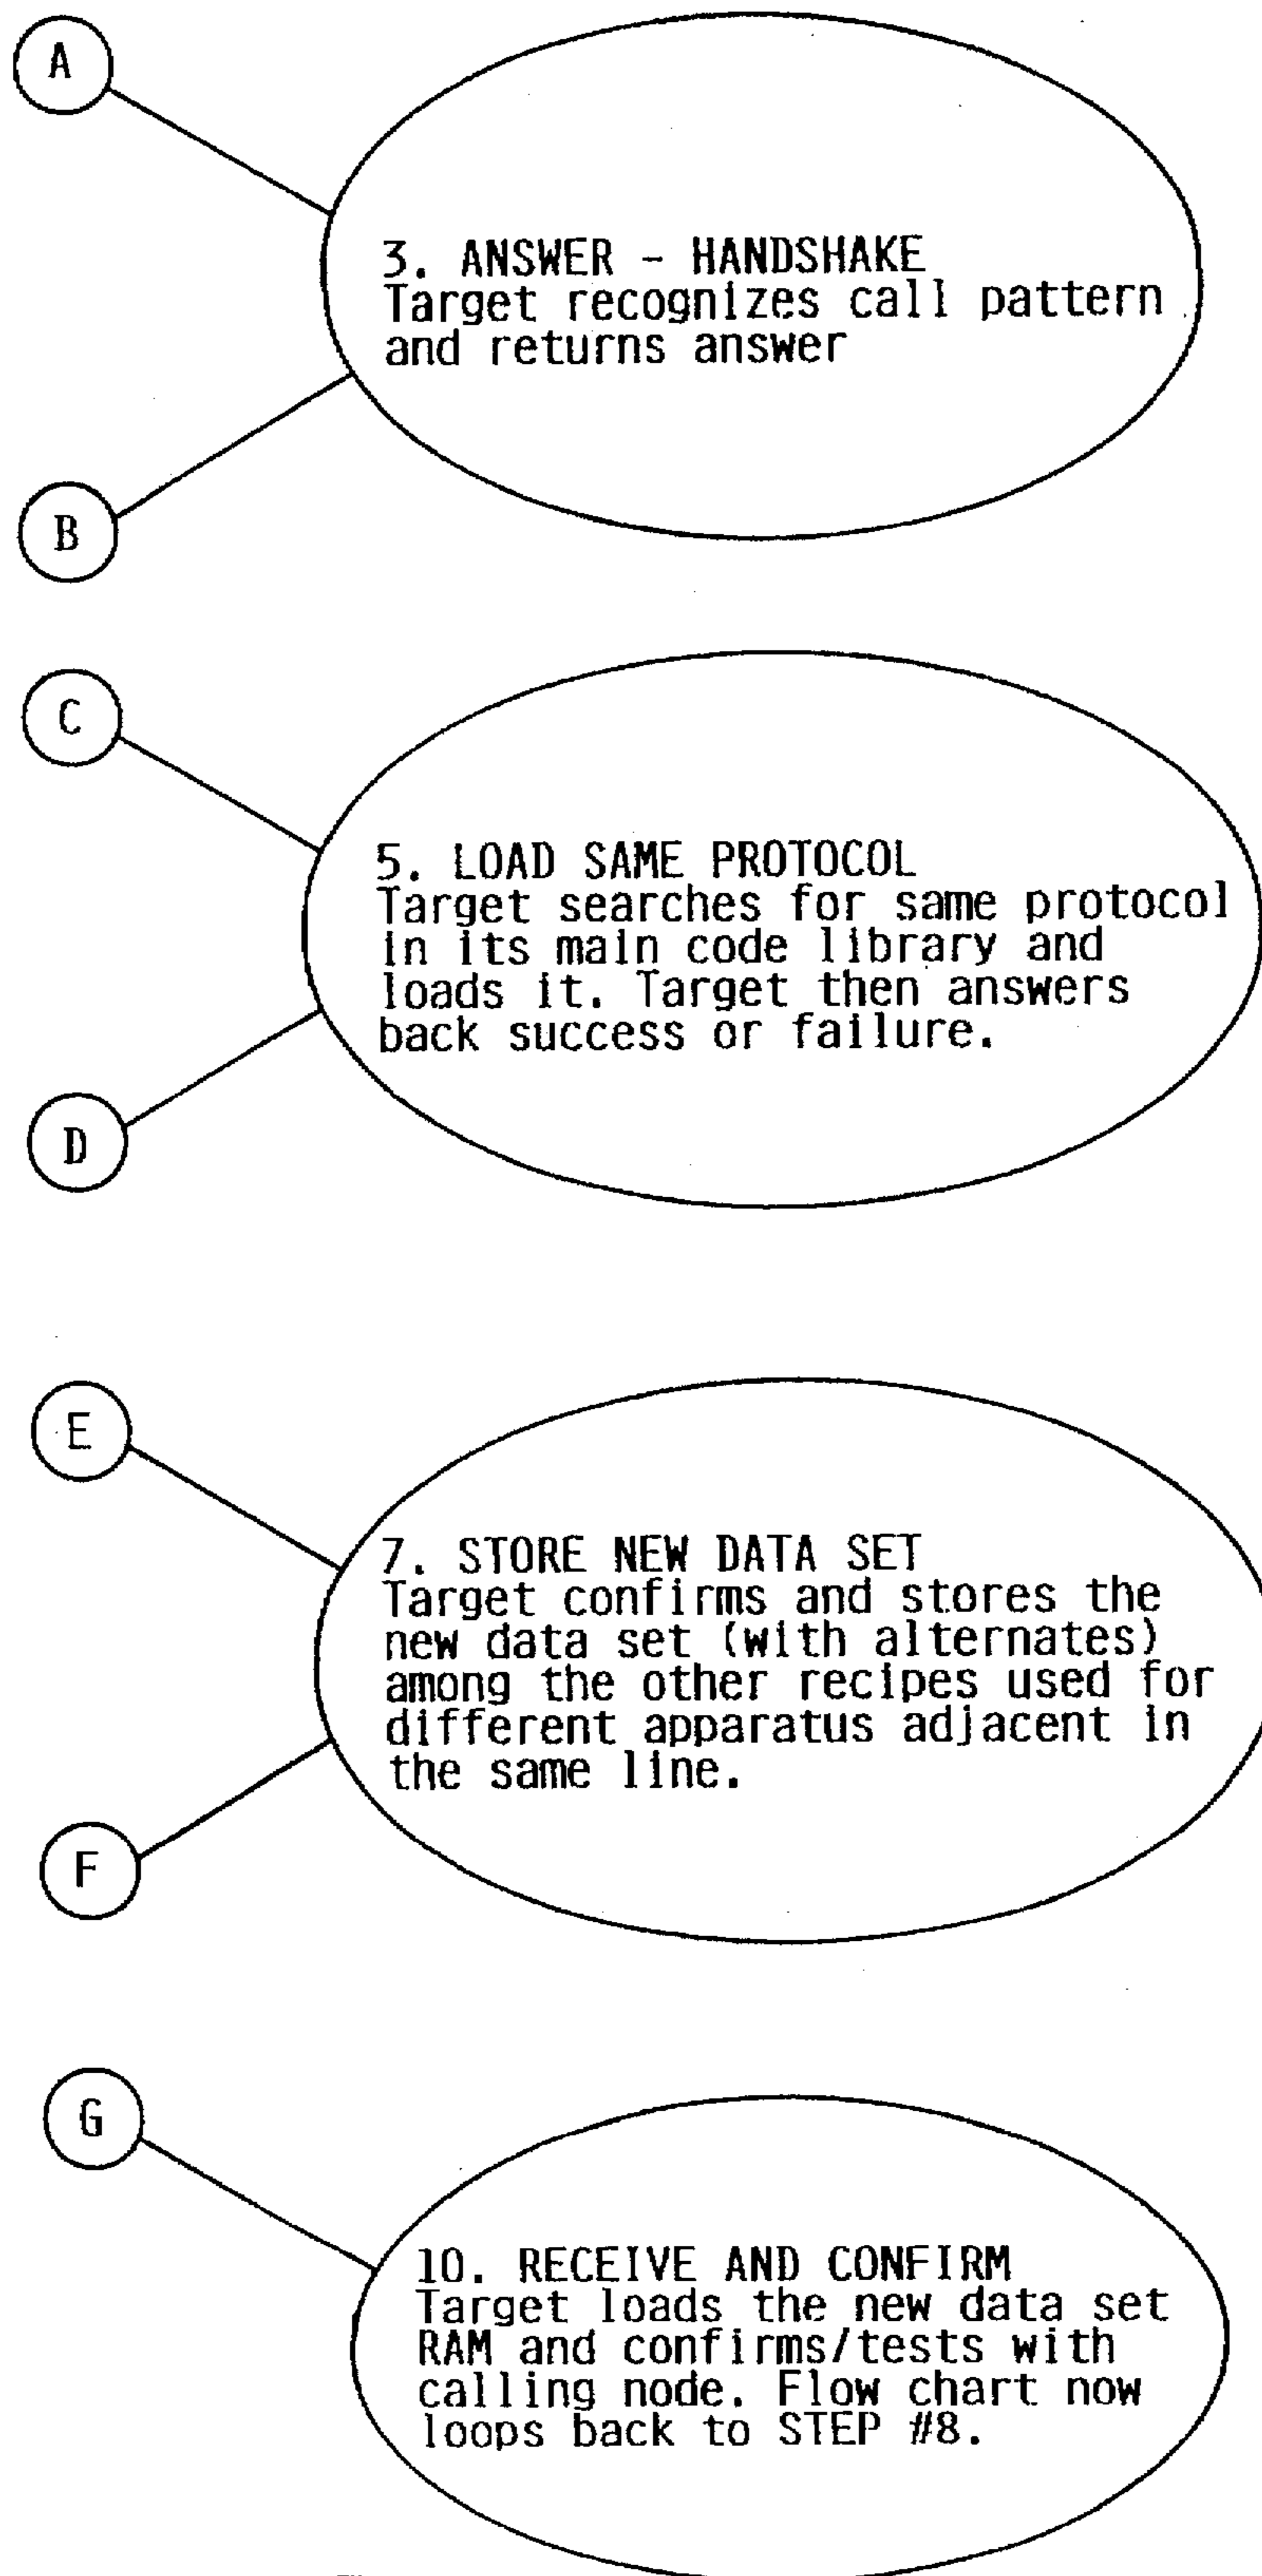 A
3. ANSWER - HANDSHAKE
Target recognizes call pattern
and returns answer
B
C
5. LOAD SAME PROTOCOL
Target searches for same protocol
in its main code library and
loads it. Target then answers
back success or failure.
D
E
7. STORE NEW DATA SET
Target confirms and stores the
new data set (with alternates)
among the other recipes used for
different apparatus adjacent in
the same line.
F
G
10. RECEIVE AND CONFIRM
Target loads the new data set
RAM and confirms/tests with
calling node. Flow chart now
loops back to STEP #8.